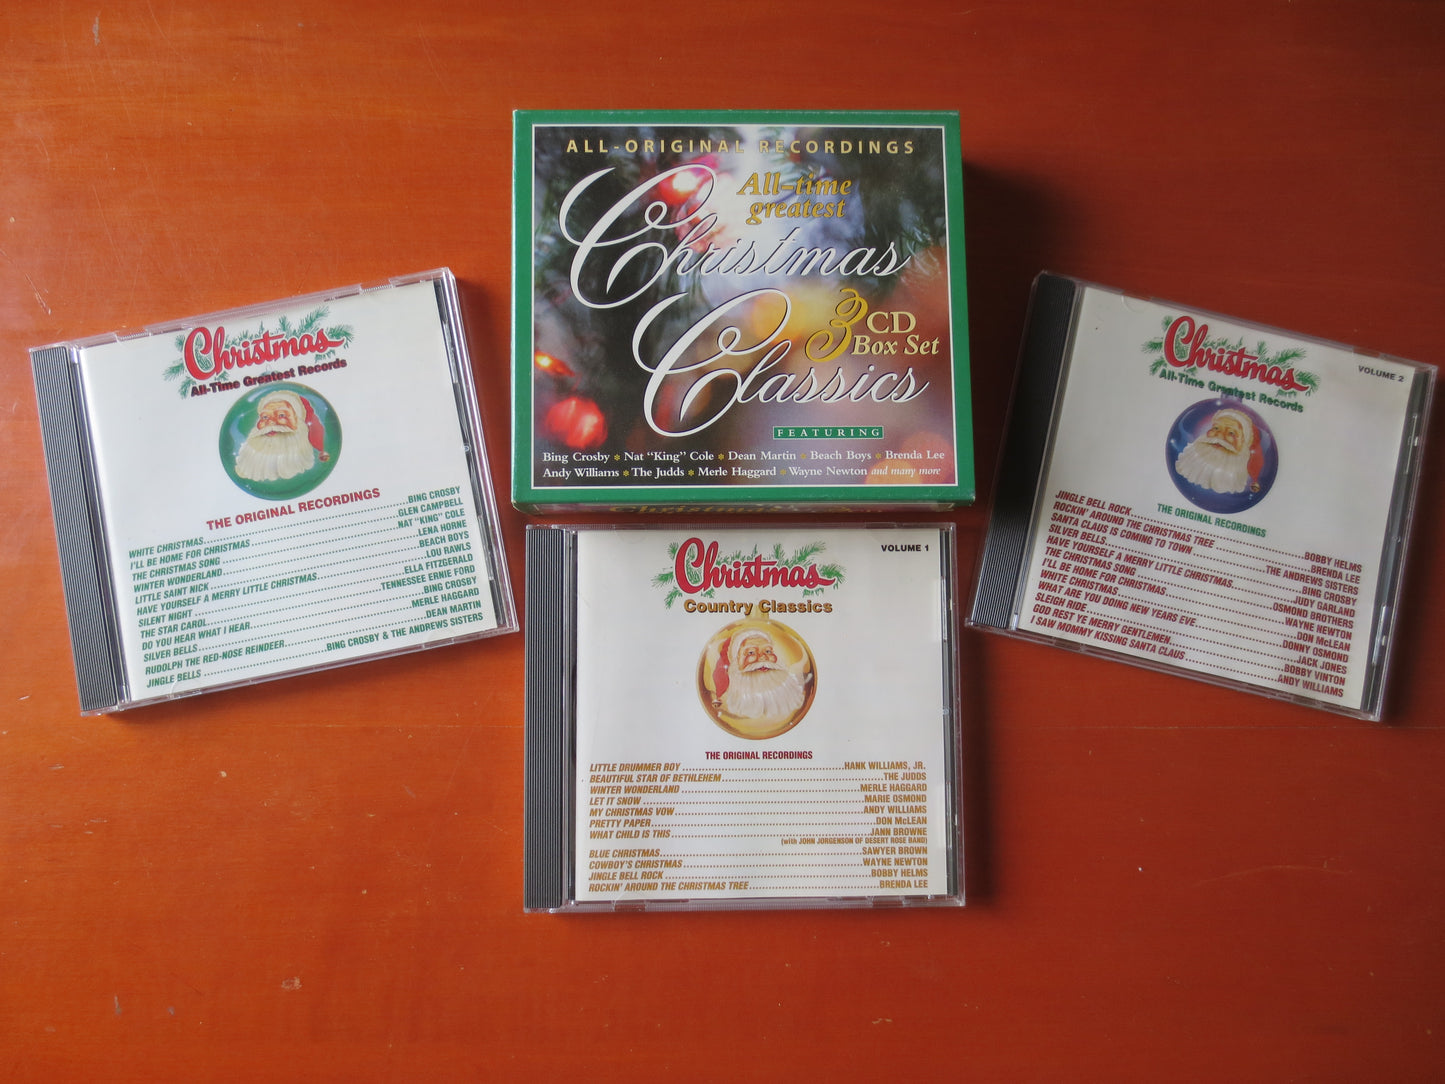 ALL-ORIGINAL RECORDINGS
All-time
greatest
Christmas
Classics
3 CD
Box Set
FEATURING
Bing Crosby * Nat "King" Cole * Dean Martin * Beach Boys * Brenda Lee
Andy Williams * The Judds * Merle Haggard * Wayne Newton and many more
Christmas
All-Time Greatest Records
THE ORIGINAL RECORDINGS
WHITE CHRISTMAS BING CROSBY
I'LL BE HOME FOR CHRISTMAS GLEN CAMPBELL
THE CHRISTMAS SONG NAT "KING" COLE
WINTER WONDERLAND LENA HORNE
LITTLE SAINT NICK BEACH BOYS
HAVE YOURSELF A MERRY LITTLE CHRISTMAS LOU RAWLS
SILENT NIGHT ELLA FITZGERALD
THE STAR CAROL TENNESSEE ERNIE FORD
DO YOU HEAR WHAT I HEAR BING CROSBY
SILVER BELLS MERLE HAGGARD
RUDOLPH THE RED-NOSE REINDEER DEAN MARTIN
JINGLE BELLS BING CROSBY & THE ANDREWS SISTERS
Christmas
VOLUME 1
Country Classics
THE ORIGINAL RECORDINGS
LITTLE DRUMMER BOY HANK WILLIAMS, JR.
BEAUTIFUL STAR OF BETHLEHEM THE JUDDS
WINTER WONDERLAND MERLE HAGGARD
LET IT SNOW MARIE OSMOND
MY CHRISTMAS VOW ANDY WILLIAMS
PRETTY PAPER DON McLEAN
WHAT CHILD IS THIS JANN BROWNE
(with JOHN JORGENSON OF DESERT ROSE BAND)
BLUE CHRISTMAS SAWYER BROWN
COWBOY'S CHRISTMAS WAYNE NEWTON
JINGLE BELL ROCK BOBBY HELMS
ROCKIN' AROUND THE CHRISTMAS TREE BRENDA LEE
Christmas
VOLUME 2
All-Time Greatest Records
THE ORIGINAL RECORDINGS
JINGLE BELL ROCK BOBBY HELMS
ROCKIN' AROUND THE CHRISTMAS TREE BRENDA LEE
SANTA CLAUS IS COMING TO TOWN THE ANDREWS SISTERS
SILVER BELLS BING CROSBY
HAVE YOURSELF A MERRY LITTLE CHRISTMAS JUDY GARLAND
THE CHRISTMAS SONG OSMOND BROTHERS
I'LL BE HOME FOR CHRISTMAS WAYNE NEWTON
WHITE CHRISTMAS DON McLEAN
WHAT ARE YOU DOING NEW YEARS EVE DONNY OSMOND
SLEIGH RIDE JACK JONES
GOD REST YE MERRY GENTLEMEN BOBBY VINTON
I SAW MOMMY KISSING SANTA CLAUS ANDY WILLIAMS